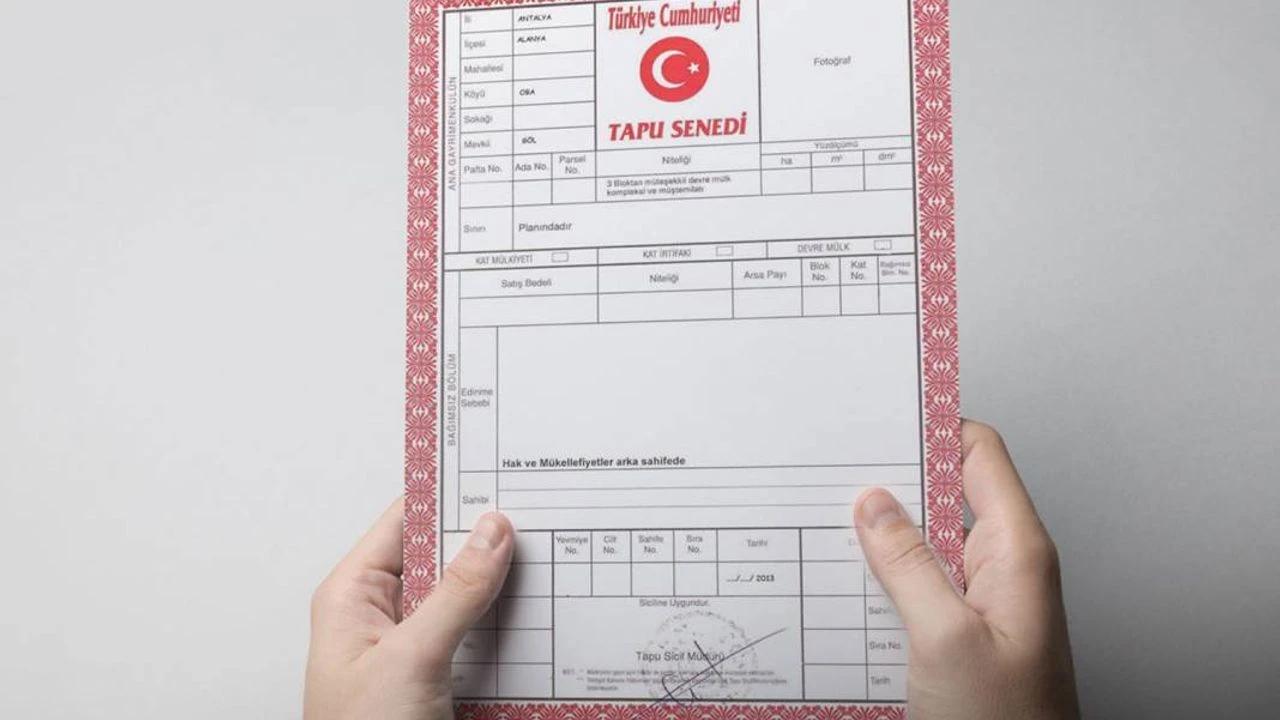 ANA GAYRİMENKULÜN
İli ANTALYA
İlçesi ALANYA
Mahallesi
Köyü OBA
Sokağı
Mevkii GÖL
Türkiye Cumhuriyeti
TAPU SENEDİ
Fotoğraf
Yüzölçümü
Pafta No. Ada No. Parsel No. Niteliği ha m² dm²
3 Bloktan müteşekkil devre mülk
kompleksi ve müştemilatı
Sınırı Planındadır
KAT MÜLKİYETİ KAT İRTİFAKI DEVRE MÜLK
BAĞIMSIZ BÖLÜM
Satış Bedeli Niteliği Arsa Payı Blok No. Kat No. Bağımsız Blm. No.
Edinme
Sebebi
Hak ve Mükellefiyetler arka sahifede
Sahibi
Yevmiye No. Cilt No. Sahife No. Sıra No. Tarihi
.../.../ 2013
Siciline Uygundur.
Sıra No.
Tapu Sicil Müdürü
Tarih